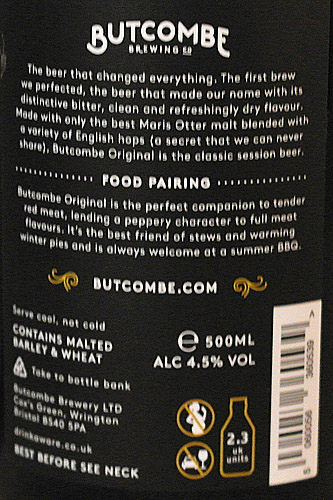 BUTCOMBE
BREWING CO
The beer that changed everything. The first brew
we perfected, the beer that made our name with its
distinctive bitter, clean and refreshingly dry flavour.
Made with only the best Maris Otter malt blended with
a variety of English hops (a secret that we can never
share), Butcombe Original is the classic session beer.
FOOD PAIRING
Butcombe Original is the perfect companion to tender
red meat, lending a peppery character to full meat
flavours. It's the best friend of stews and warming
winter pies and is always welcome at a summer BBQ.
BUTCOMBE.COM
Serve cool, not cold
CONTAINS MALTED
BARLEY & WHEAT
Take to bottle bank
Butcombe Brewery LTD
Cox's Green, Wrington
Bristol BS40 5PA
drinkaware.co.uk
BEST BEFORE SEE NECK
℮ 500ML
ALC 4.5% VOL
2.3
uk
units
5 060056 360539 >